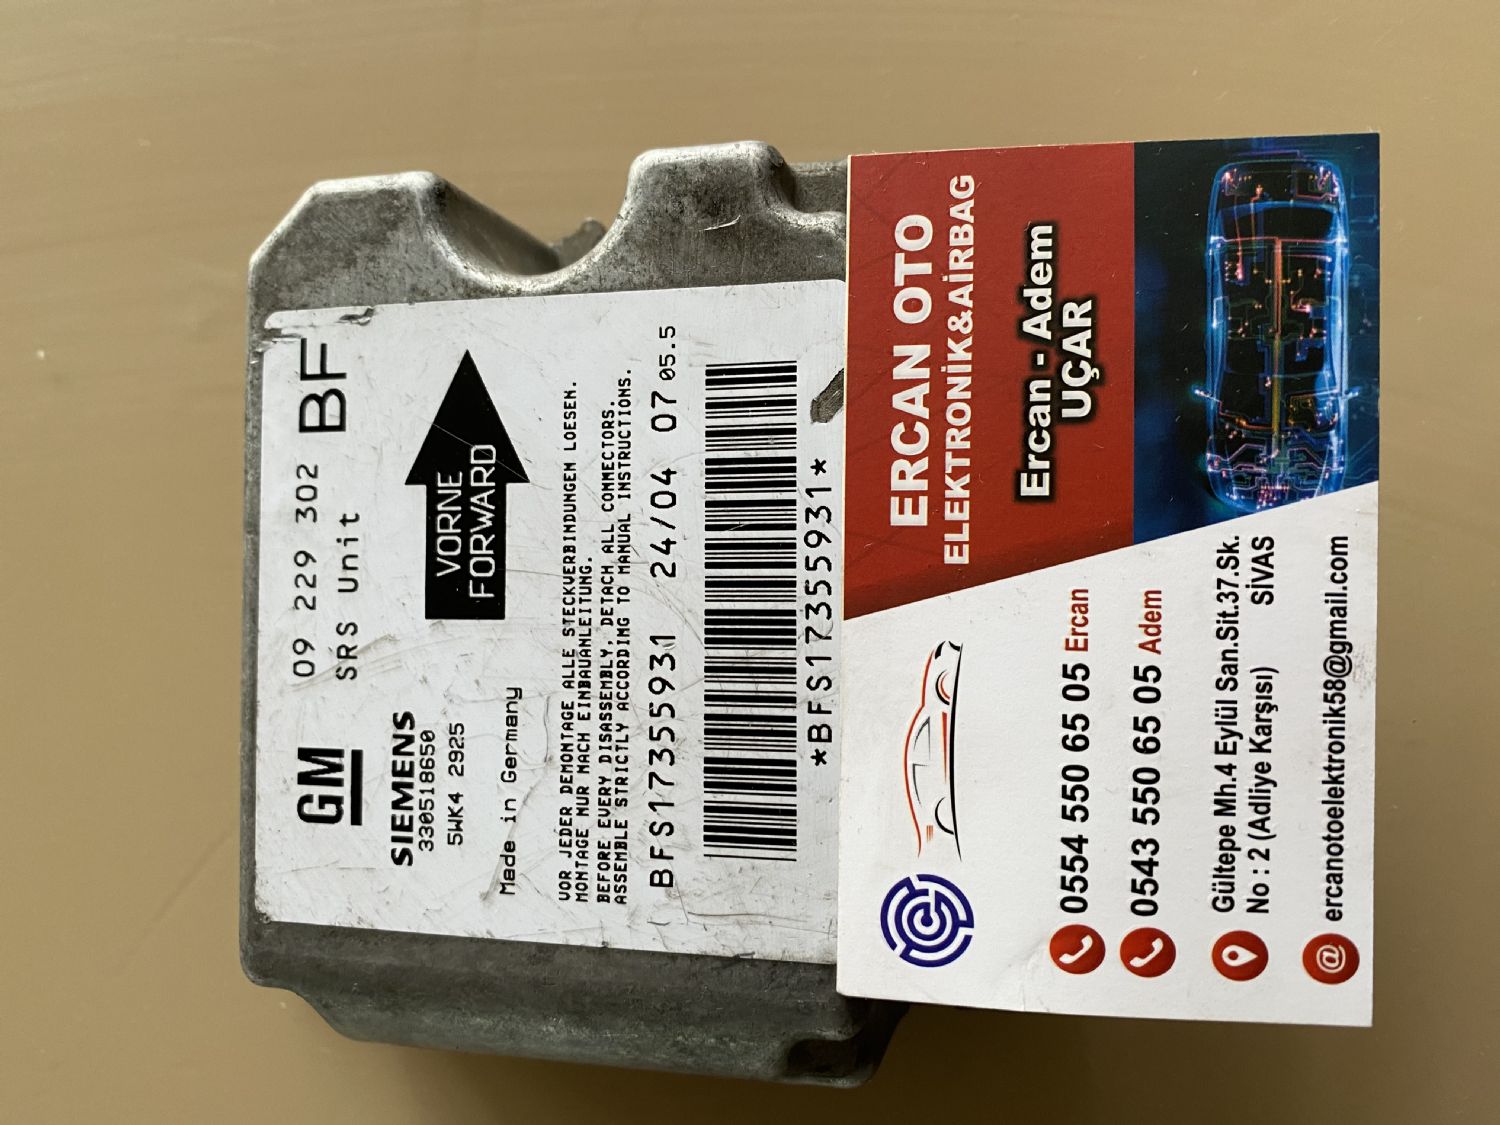 GM
09 229 302 BF
SRS Unit
SIEMENS
330518650
5WK4 2925
VORNE
FORWARD
Made in Germany
VOR JEDER DEMONTAGE ALLE STECKVERBINDUNGEN LOESEN.
MONTAGE NUR NACH EINBAUANLEITUNG.
BEFORE EVERY DISASSEMBLY, DETACH ALL CONNECTORS.
ASSEMBLE STRICTLY ACCORDING TO MANUAL INSTRUCTIONS.
BFS17355931 24/04 07 05.5
*BFS17355931*
ERCAN OTO
ELEKTRONİK&AİRBAG
Ercan - Adem
UÇAR
0554 550 65 05 Ercan
0543 550 65 05 Adem
Gültepe Mh.4 Eylül San.Sit.37.Sk.
No : 2 (Adliye Karşısı) SİVAS
@ ercanotoelektronik58@gmail.com